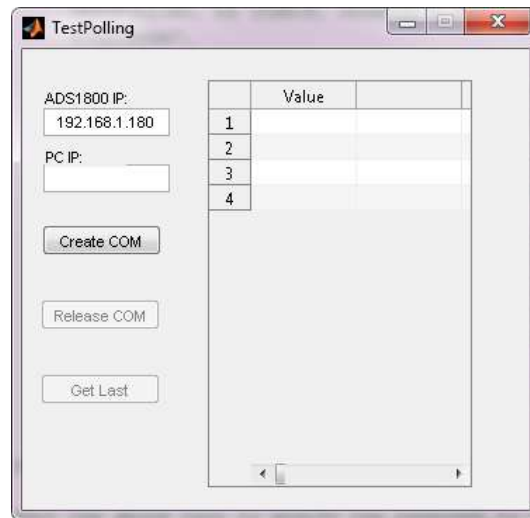 TestPolling
ADS1800 IP:
192.168.1.180
PC IP:
Create COM
Release COM
Get Last
Value
1
2
3
4